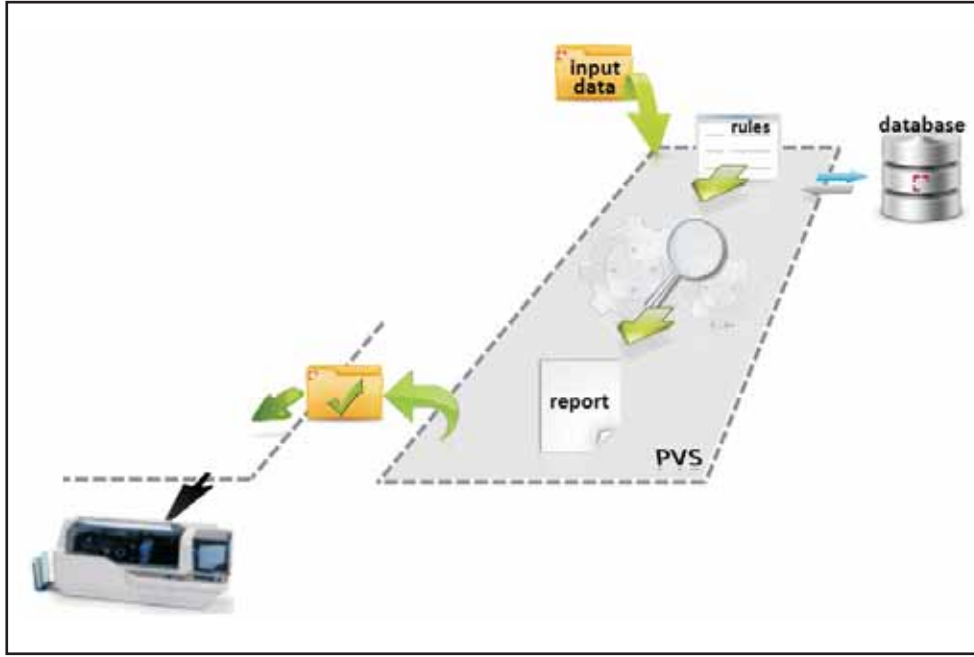 input
data
rules
database
report
PVS